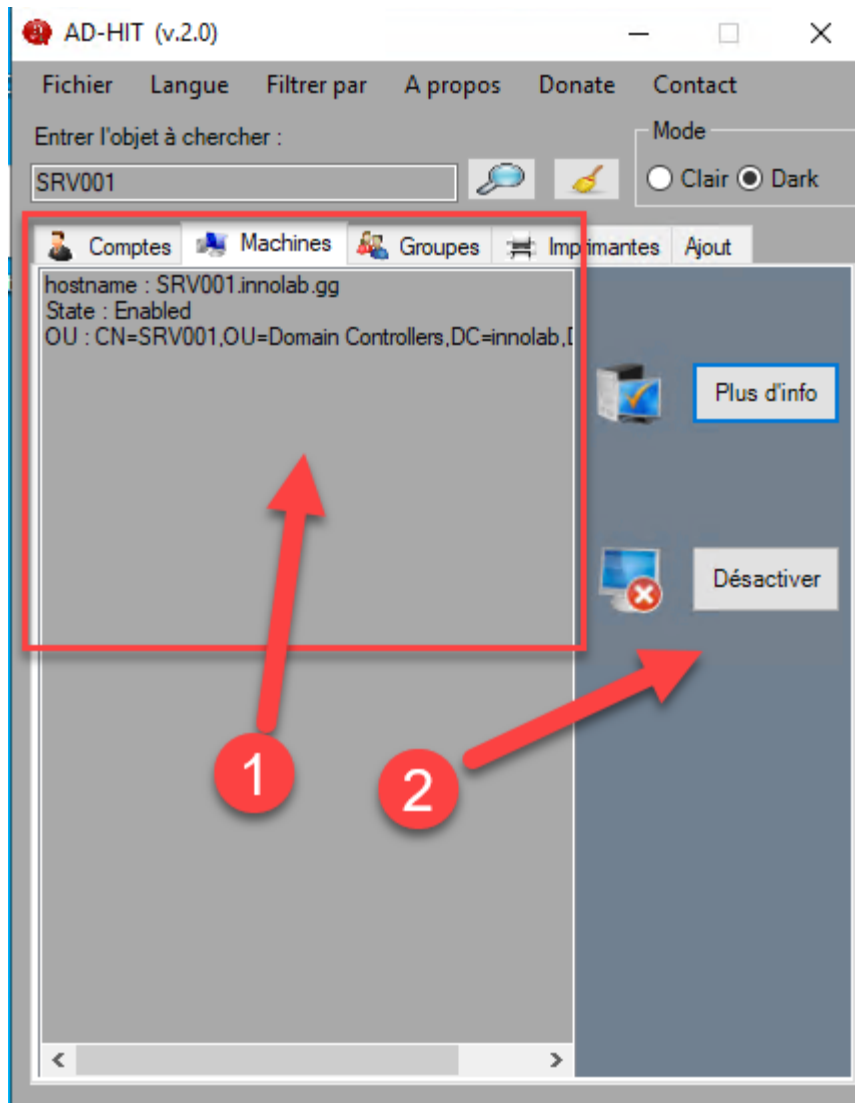 AD-HIT (v.2.0)
Fichier Langue Filtrer par A propos Donate Contact
Entrer l'objet à chercher :
Mode
SRV001
Clair Dark
Comptes Machines Groupes Imprimantes Ajout
hostname : SRV001.innolab.gg
State : Enabled
OU : CN=SRV001,OU=Domain Controllers,DC=innolab,
Plus d'info
Désactiver
1
2